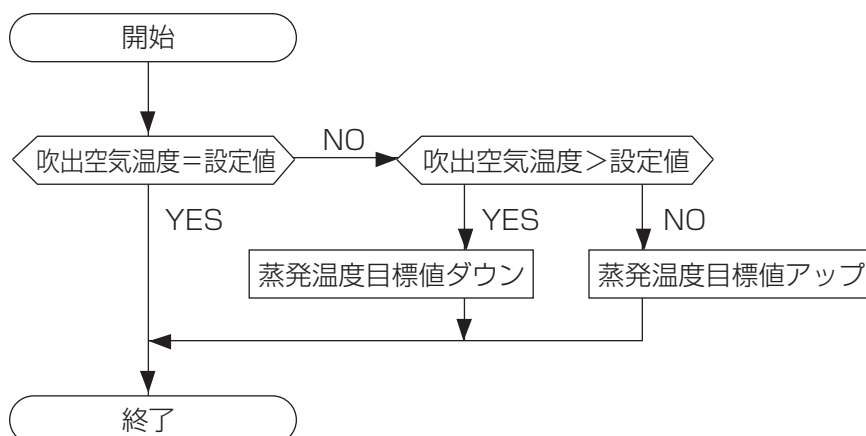 開始
吹出空気温度＝設定値
NO
吹出空気温度＞設定値
YES
YES
NO
蒸発温度目標値ダウン
蒸発温度目標値アップ
終了